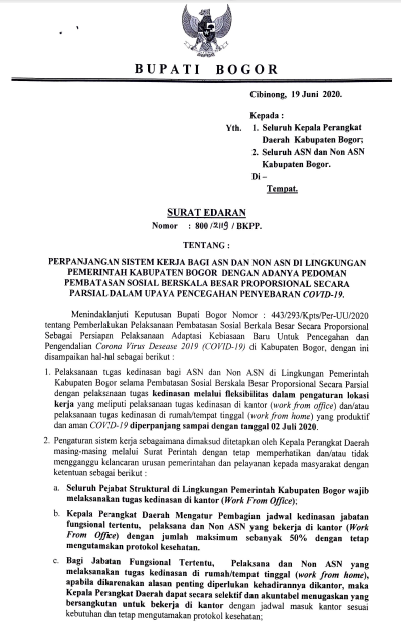 BUPATI BOGOR
Cibinong, 19 Juni 2020.
Kepada :
Yth. 1. Seluruh Kepala Perangkat
Daerah Kabupaten Bogor;
2. Seluruh ASN dan Non ASN
Kabupaten Bogor.
Di –
Tempat.
SURAT EDARAN
Nomor : 800 /2119 / BKPP.
TENTANG :
PERPANJANGAN SISTEM KERJA BAGI ASN DAN NON ASN DI LINGKUNGAN
PEMERINTAH KABUPATEN BOGOR DENGAN ADANYA PEDOMAN
PEMBATASAN SOSIAL BERSKALA BESAR PROPORSIONAL SECARA
PARSIAL DALAM UPAYA PENCEGAHAN PENYEBARAN COVID-19.
Menindaklanjuti Keputusan Bupati Bogor Nomor : 443/293/Kpts/Per-UU/2020
tentang Pemberlakukan Pelaksanaan Pembatasan Sosial Berkala Besar Secara Proporsional
Sebagai Persiapan Pelaksanaan Adaptasi Kebiasaan Baru Untuk Pencegahan dan
Pengendalian Corona Virus Desease 2019 (COVID-19) di Kabupaten Bogor, dengan ini
disampaikan hal-hal sebagai berikut :
1. Pelaksanaan tugas kedinasan bagi ASN dan Non ASN di Lingkungan Pemerintah
Kabupaten Bogor selama Pembatasan Sosial Berskala Besar Proporsional Secara Parsial
dengan pelaksanaan tugas kedinasan melalui fleksibilitas dalam pengaturan lokasi
kerja yang meliputi pelaksanaan tugas kedinasan di kantor (work from office) dan/atau
pelaksanaan tugas kedinasan di rumah/tempat tinggal (work from home) yang produktif
dan aman COVID-19 diperpanjang sampai dengan tanggal 02 Juli 2020.
2. Pengaturan sistem kerja sebagaimana dimaksud ditetapkan oleh Kepala Perangkat Daerah
masing-masing melalui Surat Perintah dengan tetap memperhatikan dan/atau tidak
mengganggu kelancaran urusan pemerintahan dan pelayanan kepada masyarakat dengan
ketentuan sebagai berikut :
a. Seluruh Pejabat Struktural di Lingkungan Pemerintah Kabupaten Bogor wajib
melaksanakan tugas kedinasan di kantor (Work From Office);
b. Kepala Perangkat Daerah Mengatur Pembagian jadwal kedinasan jabatan
fungsional tertentu, pelaksana dan Non ASN yang bekerja di kantor (Work
From Office) dengan jumlah maksimum sebanyak 50% dengan tetap
mengutamakan protokol kesehatan.
c. Bagi Jabatan Fungsional Tertentu, Pelaksana dan Non ASN yang
melaksanakan tugas kedinasan di rumah/tempat tinggal (work from home),
apabila dikarenakan alasan penting diperlukan kehadirannya dikantor, maka
Kepala Perangkat Daerah dapat secara selektif dan akuntabel menugaskan yang
bersangkutan untuk bekerja di kantor dengan jadwal masuk kantor sesuai
kebutuhan dan tetap mengutamakan protokol kesehatan;